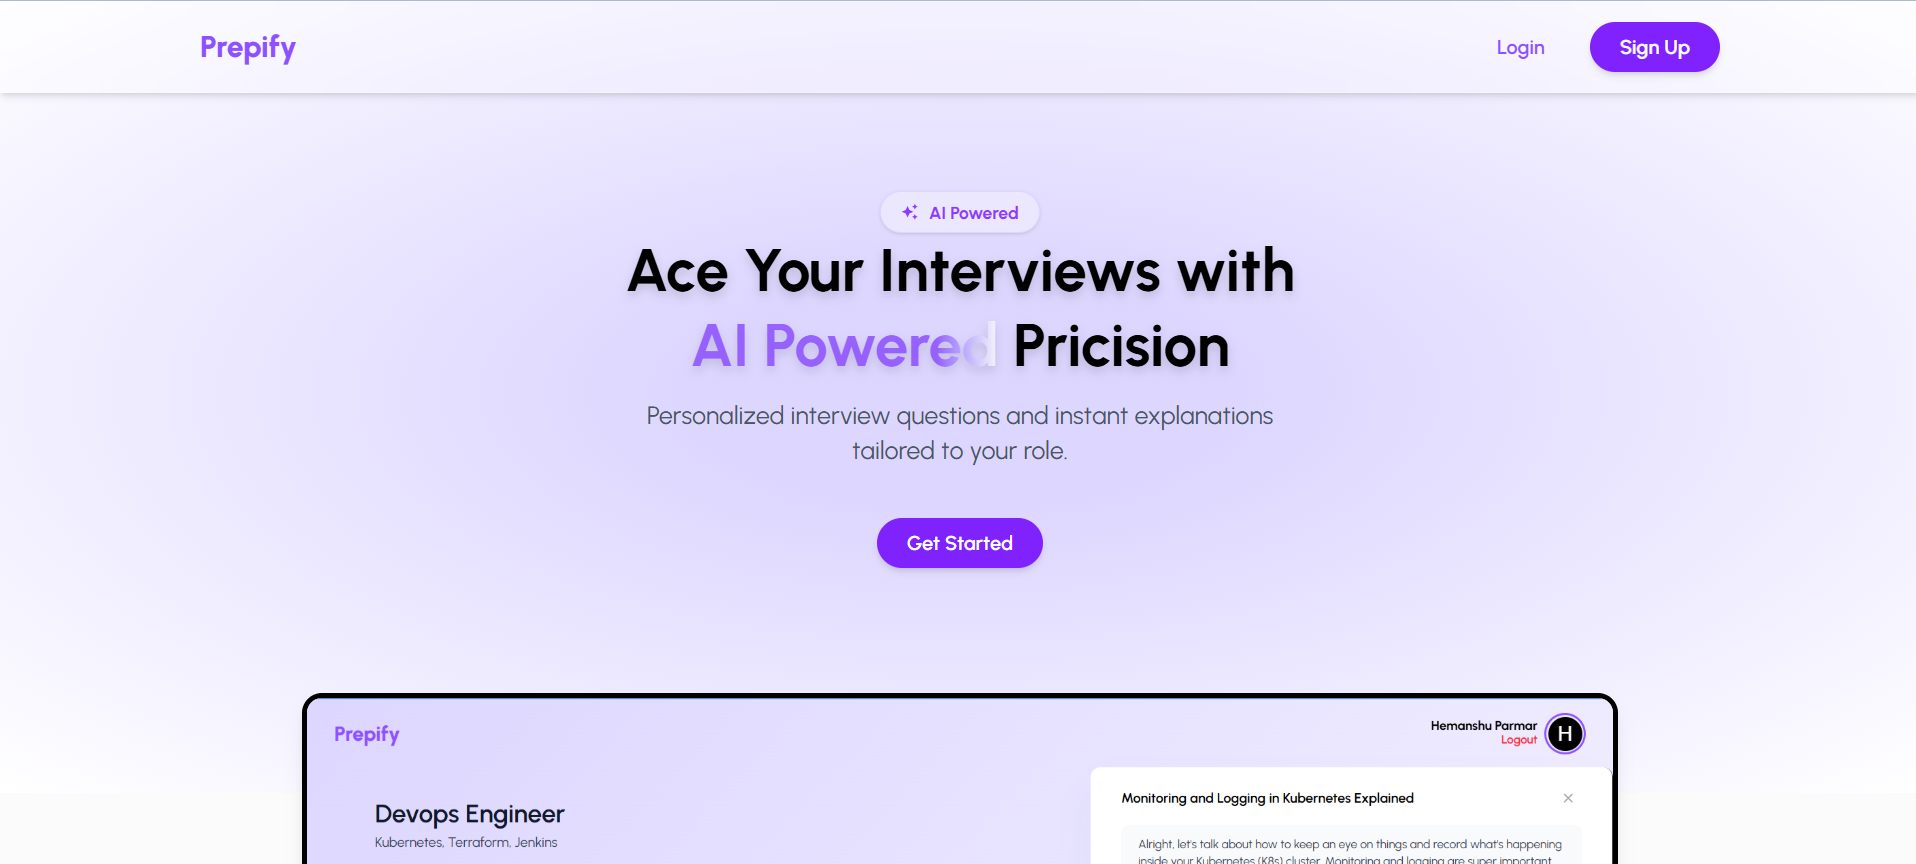 Prepify
Login
Sign Up
AI Powered
Ace Your Interviews with
AI Powered Pricision
Personalized interview questions and instant explanations
tailored to your role.
Get Started
Prepify
Hemanshu Parmar
Logout
H
Devops Engineer
Kubernetes, Terraform, Jenkins
Monitoring and Logging in Kubernetes Explained
Alright, let's talk about how to keep an eye on things and record what's happening
inside your Kubernetes (K8s) cluster. Monitoring and logging are super important